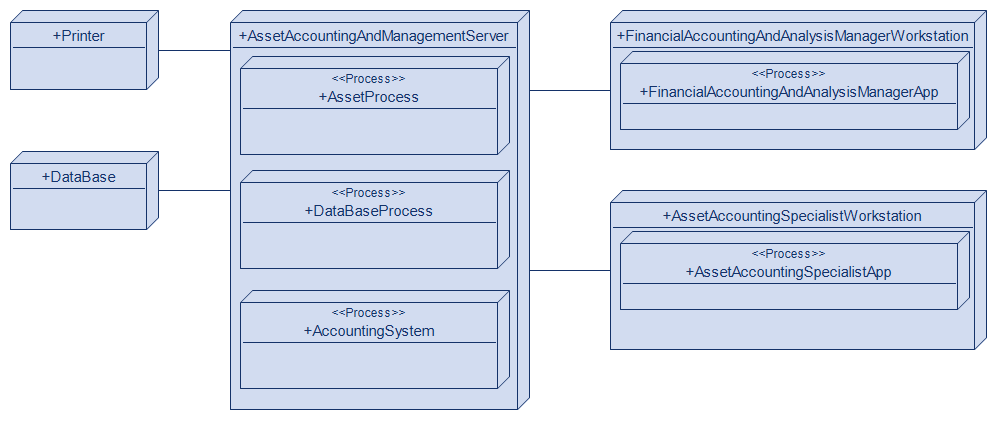 +Printer
+DataBase
+AssetAccountingAndManagementServer
<<Process>>
+AssetProcess
<<Process>>
+DataBaseProcess
<<Process>>
+AccountingSystem
+FinancialAccountingAndAnalysisManagerWorkstation
<<Process>>
+FinancialAccountingAndAnalysisManagerApp
+AssetAccountingSpecialistWorkstation
<<Process>>
+AssetAccountingSpecialistApp